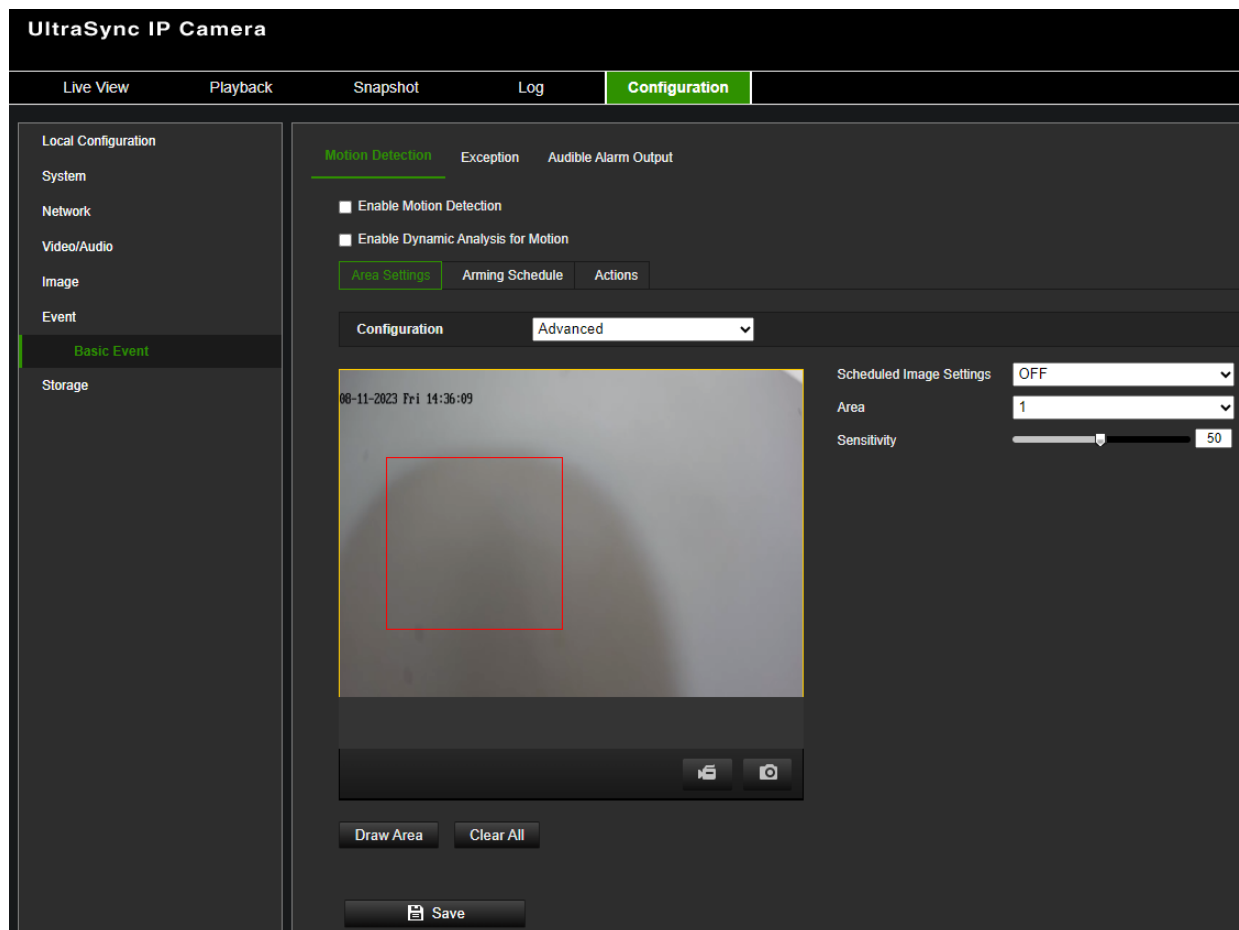 UltraSync IP Camera
Live View Playback Snapshot Log Configuration
Local Configuration
System
Network
Video/Audio
Image
Event
Basic Event
Storage
Motion Detection Exception Audible Alarm Output
Enable Motion Detection
Enable Dynamic Analysis for Motion
Area Settings Arming Schedule Actions
Configuration Advanced
08-11-2023 Fri 14:36:09
Scheduled Image Settings OFF
Area 1
Sensitivity 50
Draw Area Clear All
Save